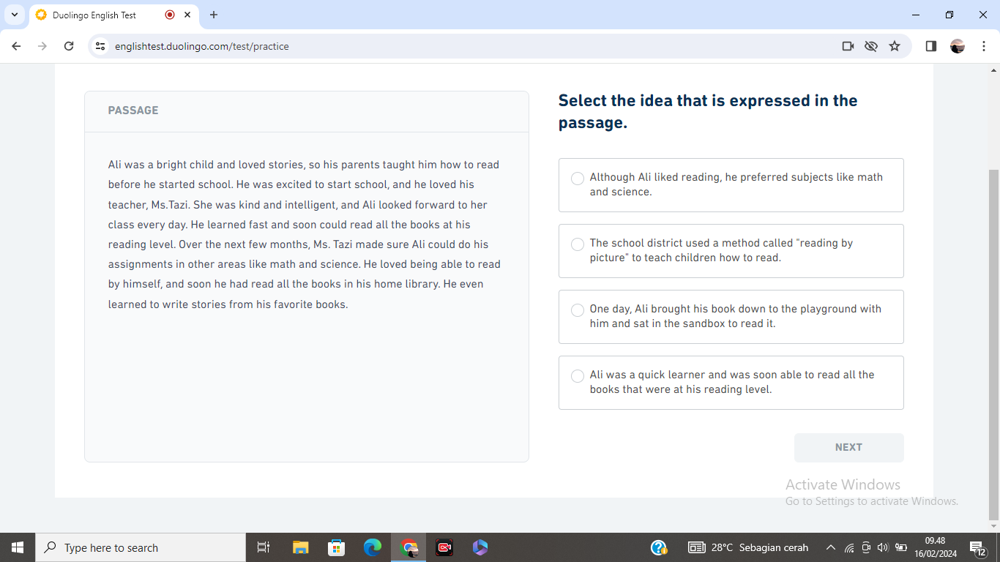 Duolingo English Test
englishtest.duolingo.com/test/practice
PASSAGE
Ali was a bright child and loved stories, so his parents taught him how to read
before he started school. He was excited to start school, and he loved his
teacher, Ms.Tazi. She was kind and intelligent, and Ali looked forward to her
class every day. He learned fast and soon could read all the books at his
reading level. Over the next few months, Ms. Tazi made sure Ali could do his
assignments in other areas like math and science. He loved being able to read
by himself, and soon he had read all the books in his home library. He even
learned to write stories from his favorite books.
Select the idea that is expressed in the
passage.
Although Ali liked reading, he preferred subjects like math
and science.
The school district used a method called "reading by
picture" to teach children how to read.
One day, Ali brought his book down to the playground with
him and sat in the sandbox to read it.
Ali was a quick learner and was soon able to read all the
books that were at his reading level.
NEXT
Activate Windows
Go to Settings to activate Windows.
Type here to search
28°C Sebagian cerah
09.48
16/02/2024
12